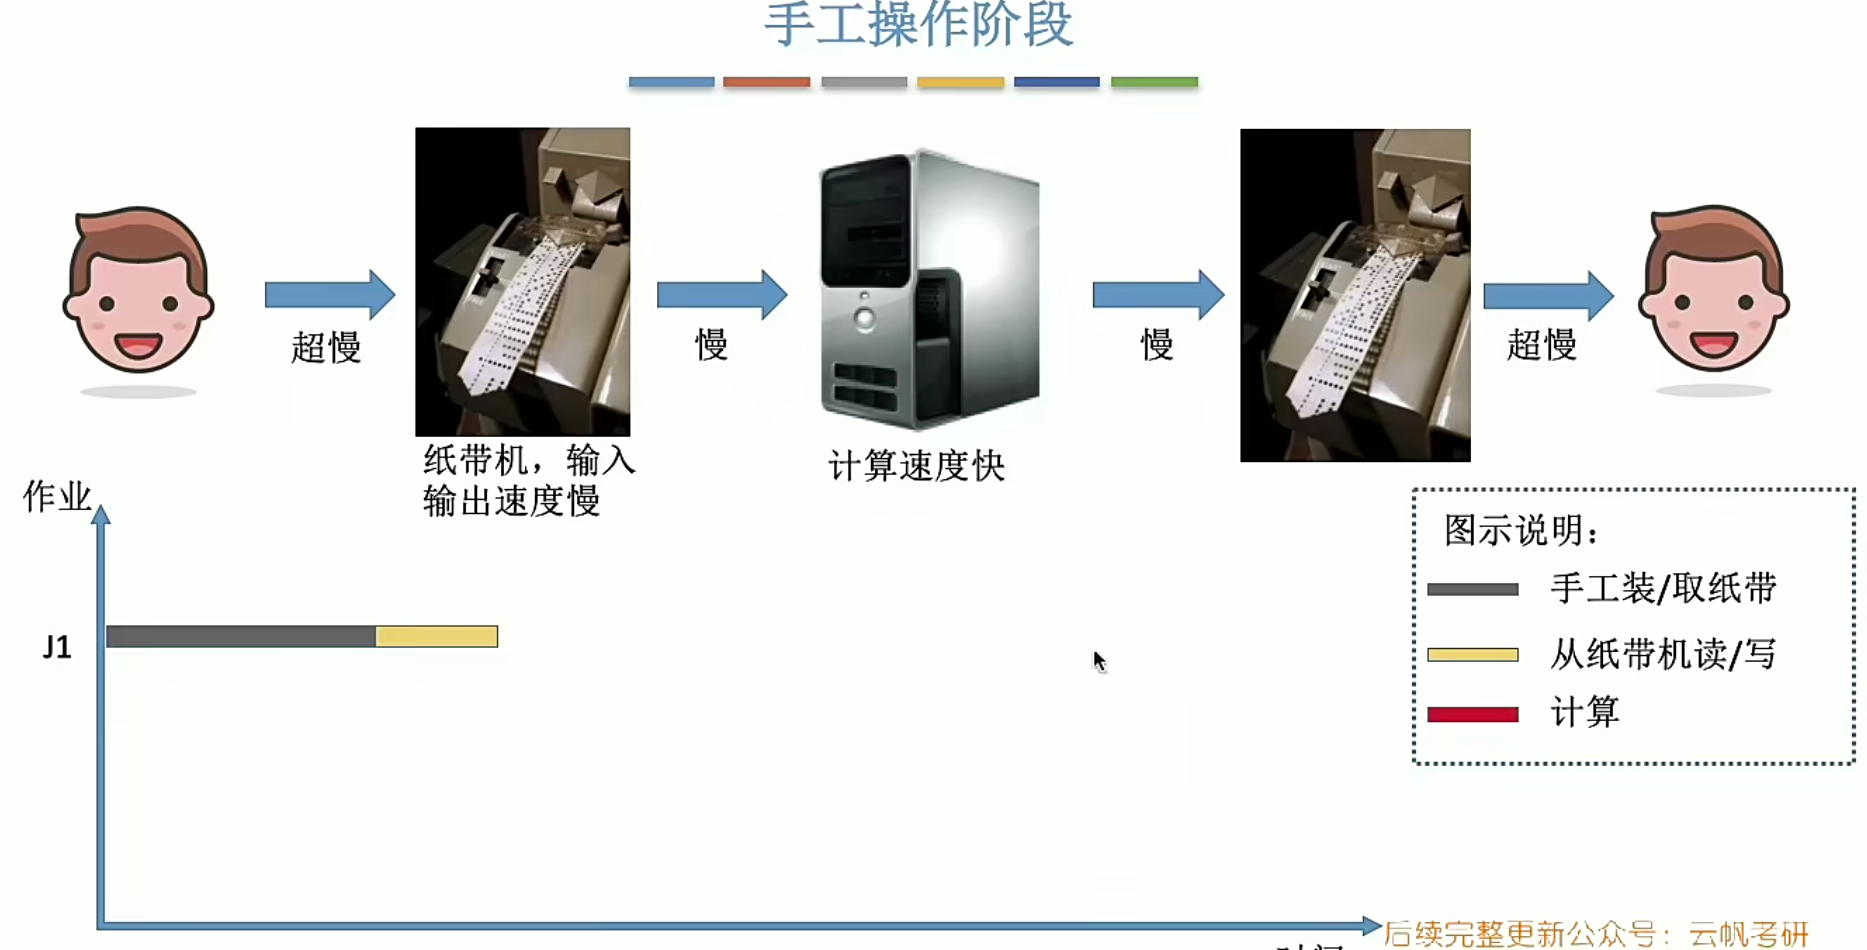 手工操作阶段
超慢
慢
慢
超慢
纸带机，输入
输出速度慢
计算速度快
作业
J1
图示说明：
手工装/取纸带
从纸带机读/写
计算
时间
后续完整更新公众号：云帆考研